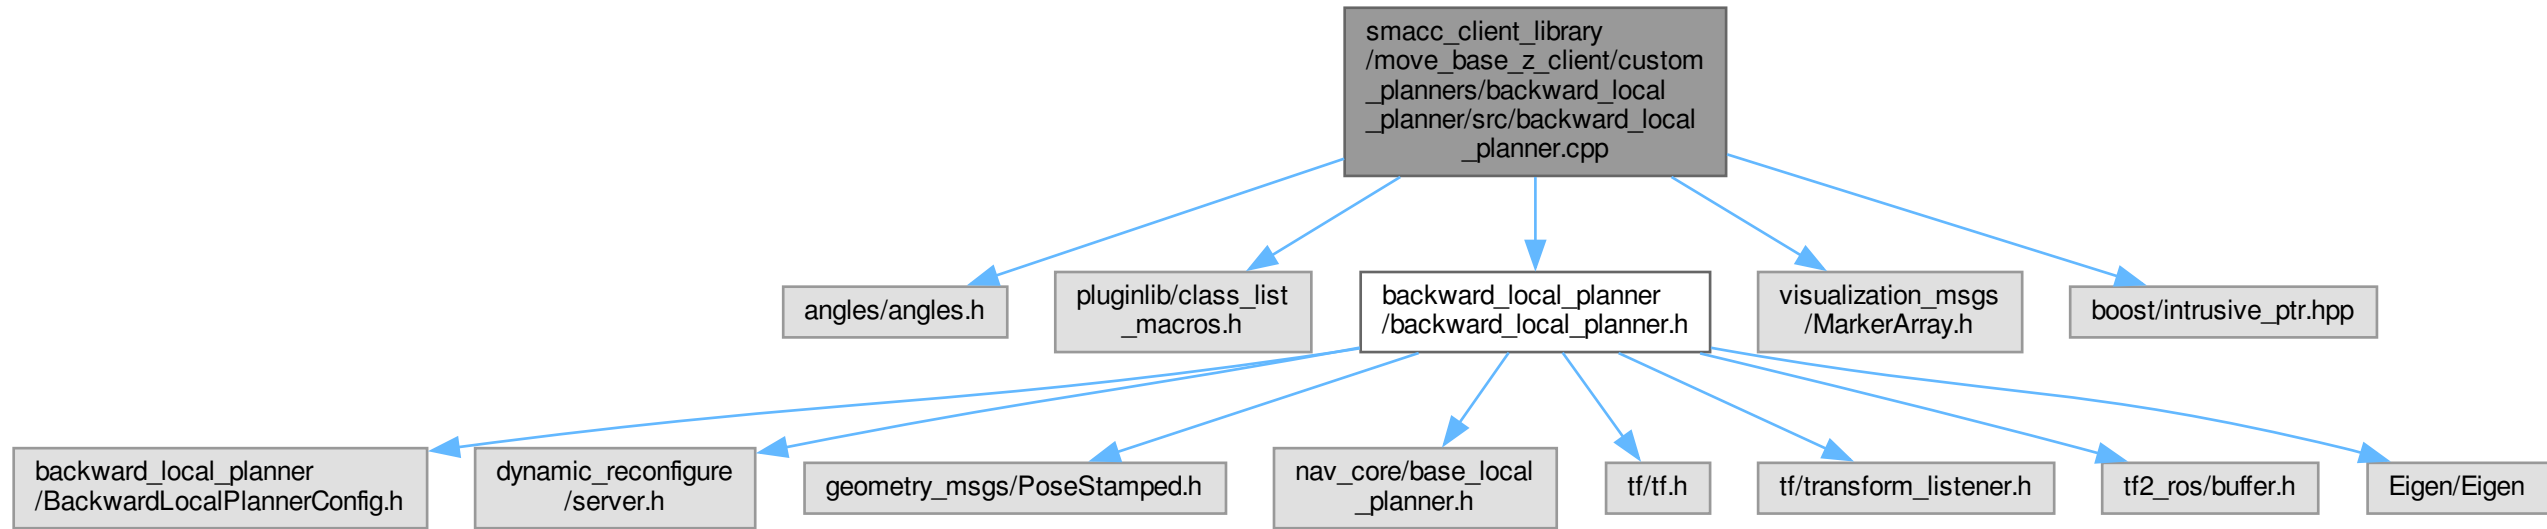 smacc_client_library
/move_base_z_client/custom
_planners/backward_local
_planner/src/backward_local
_planner.cpp
angles/angles.h
pluginlib/class_list
_macros.h
backward_local_planner
/backward_local_planner.h
visualization_msgs
/MarkerArray.h
boost/intrusive_ptr.hpp
backward_local_planner
/BackwardLocalPlannerConfig.h
dynamic_reconfigure
/server.h
geometry_msgs/PoseStamped.h
nav_core/base_local
_planner.h
tf/tf.h
tf/transform_listener.h
tf2_ros/buffer.h
Eigen/Eigen